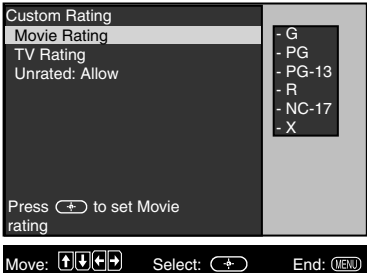 Custom Rating
Movie Rating
TV Rating
Unrated: Allow
- G
- PG
- PG-13
- R
- NC-17
- X
Press to set Movie
rating
Move: Select: End: MENU